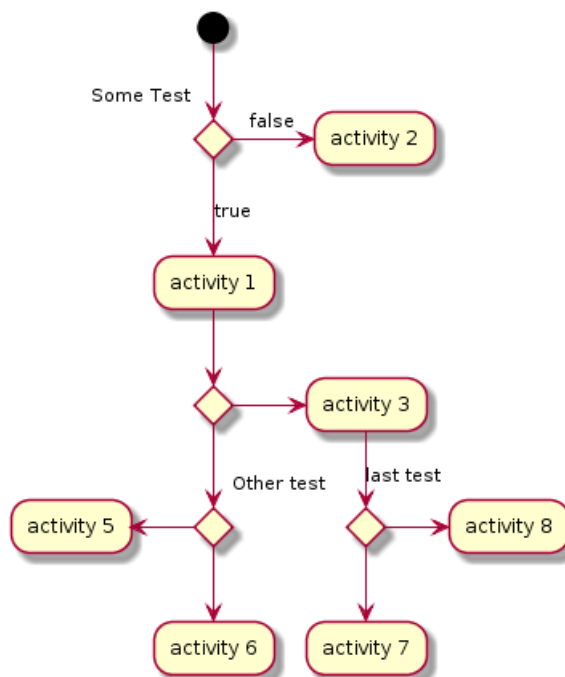 Some Test
false
activity 2
true
activity 1
activity 3
Other test
last test
activity 5
activity 8
activity 6
activity 7